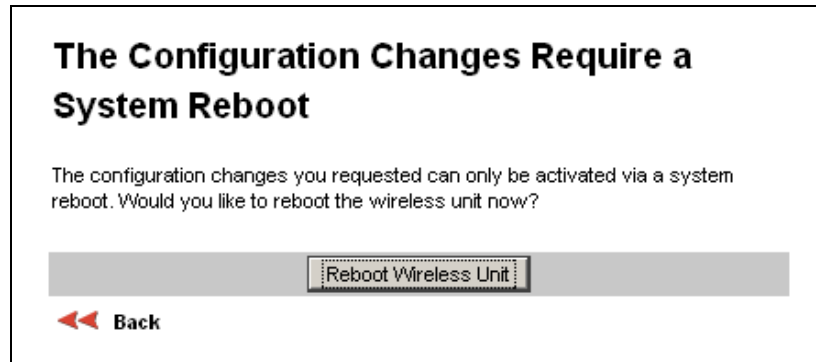 The Configuration Changes Require a
System Reboot
The configuration changes you requested can only be activated via a system
reboot. Would you like to reboot the wireless unit now?
Reboot Wireless Unit
Back